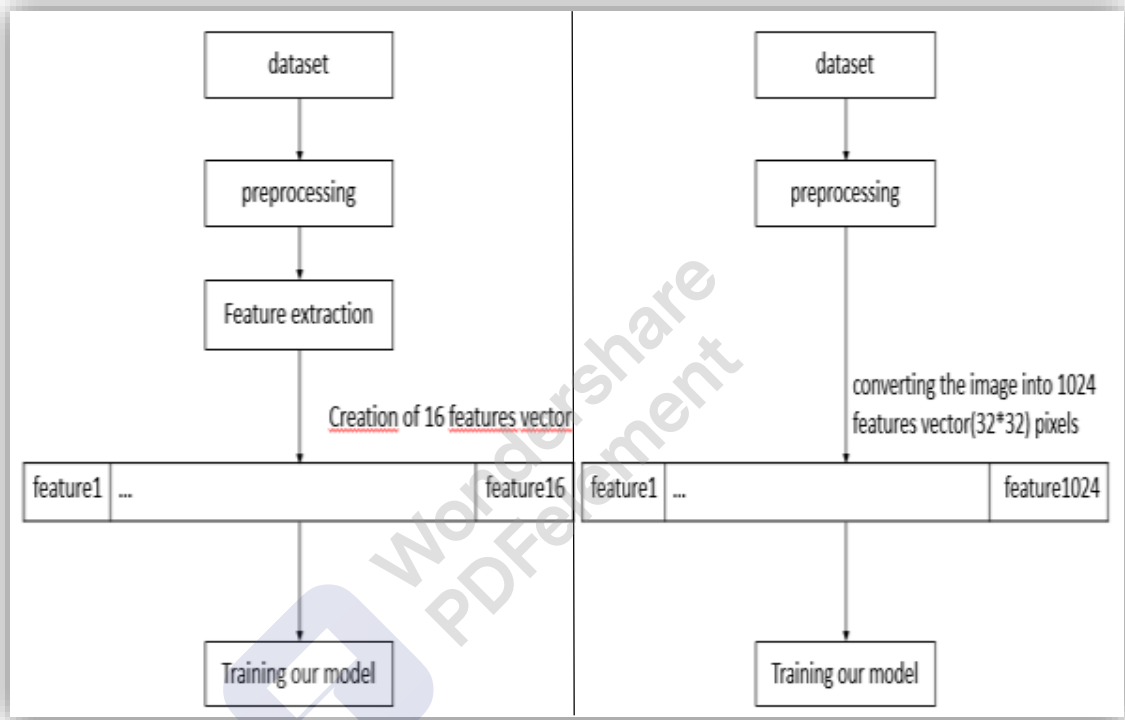 dataset
preprocessing
Feature extraction
Creation of 16 features vector
feature1 ... feature16
Training our model
dataset
preprocessing
converting the image into 1024
features vector(32*32) pixels
feature1 ... feature1024
Training our model
Wondershare
PDFelement